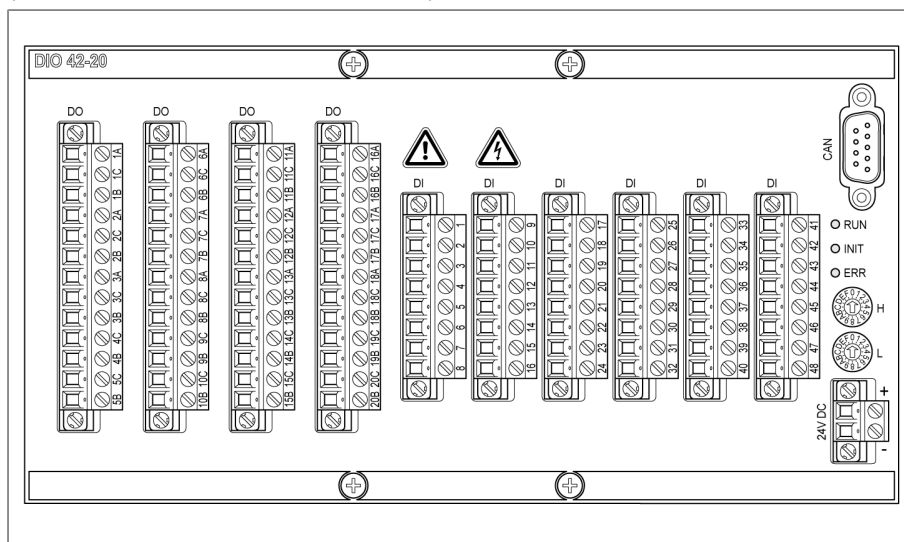 DIO 42-20
DO
DO
DO
DO
1A
1C
1B
2A
2C
2B
3A
3C
3B
4C
4B
5C
5B
6A
6C
6B
7A
7C
7B
8A
8C
8B
9C
9B
10C
10B
11A
11C
11B
12A
12C
12B
13A
13C
13B
14C
14B
15C
15B
16A
16C
16B
17A
17C
17B
18A
18C
18B
19C
19B
20C
20B
DI
DI
DI
DI
DI
DI
1
2
3
4
5
6
7
8
9
10
11
12
13
14
15
16
17
18
19
20
21
22
23
24
25
26
27
28
29
30
31
32
33
34
35
36
37
38
39
40
41
42
43
44
45
46
47
48
CAN
RUN
INIT
ERR
H
L
24V DC
+
-